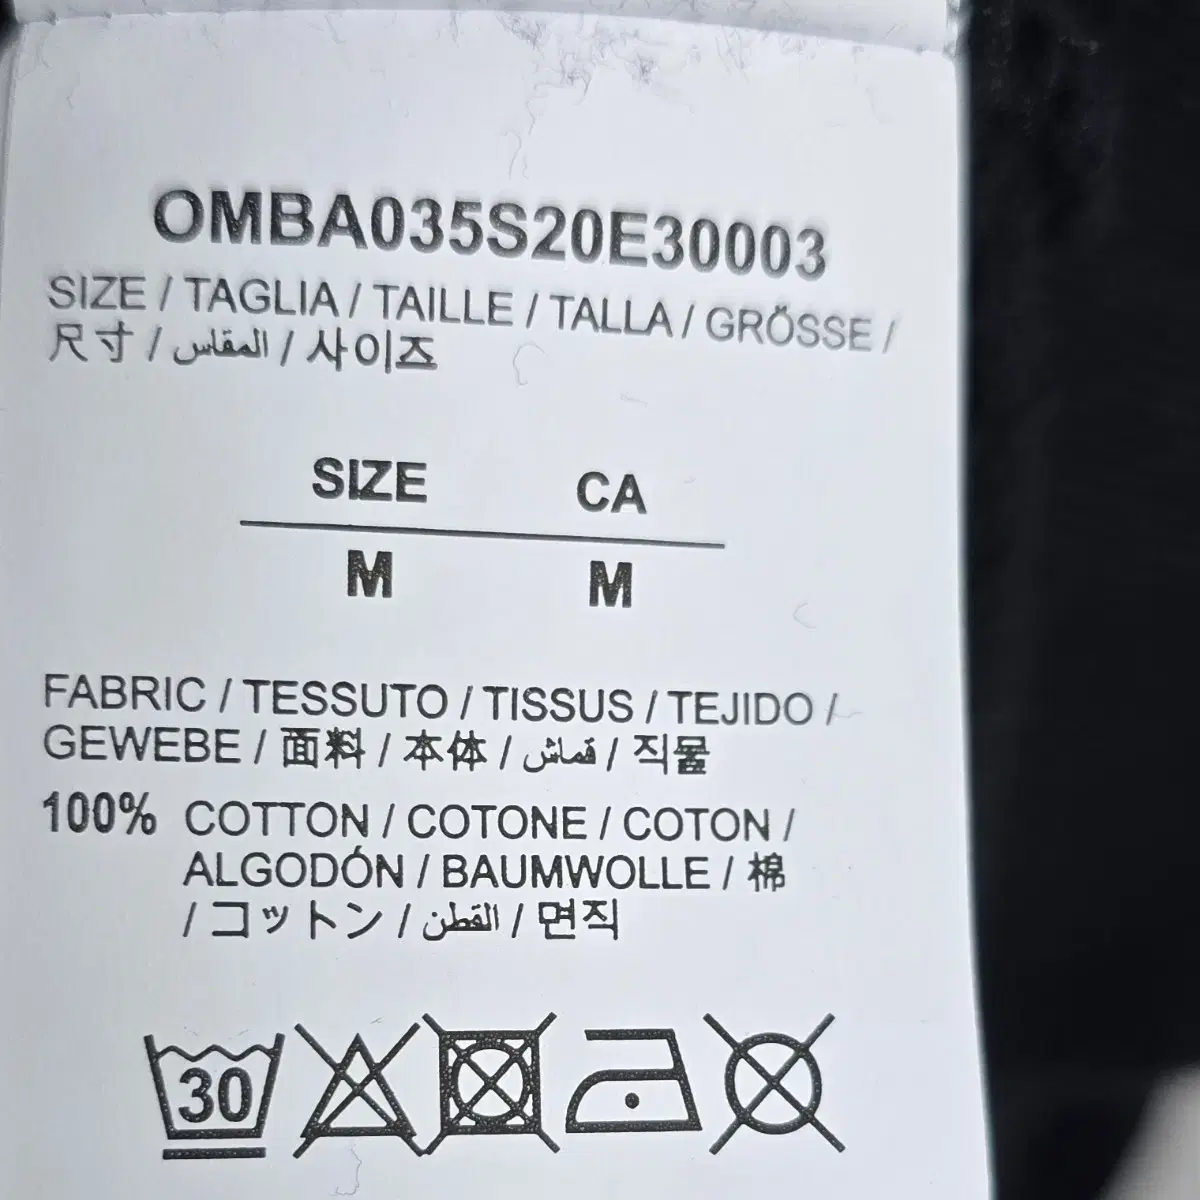 OMBA035S20E30003
SIZE / TAGLIA / TAILLE / TALLA / GRÖSSE /
尺寸 / المقاس / 사이즈
SIZE CA
M M
FABRIC / TESSUTO / TISSUS / TEJIDO /
GEWEBE / 面料 / 本体 / قماش / 직물
100% COTTON / COTONE / COTON /
ALGODÓN / BAUMWOLLE / 棉
/ コットン / القطن / 면직
30